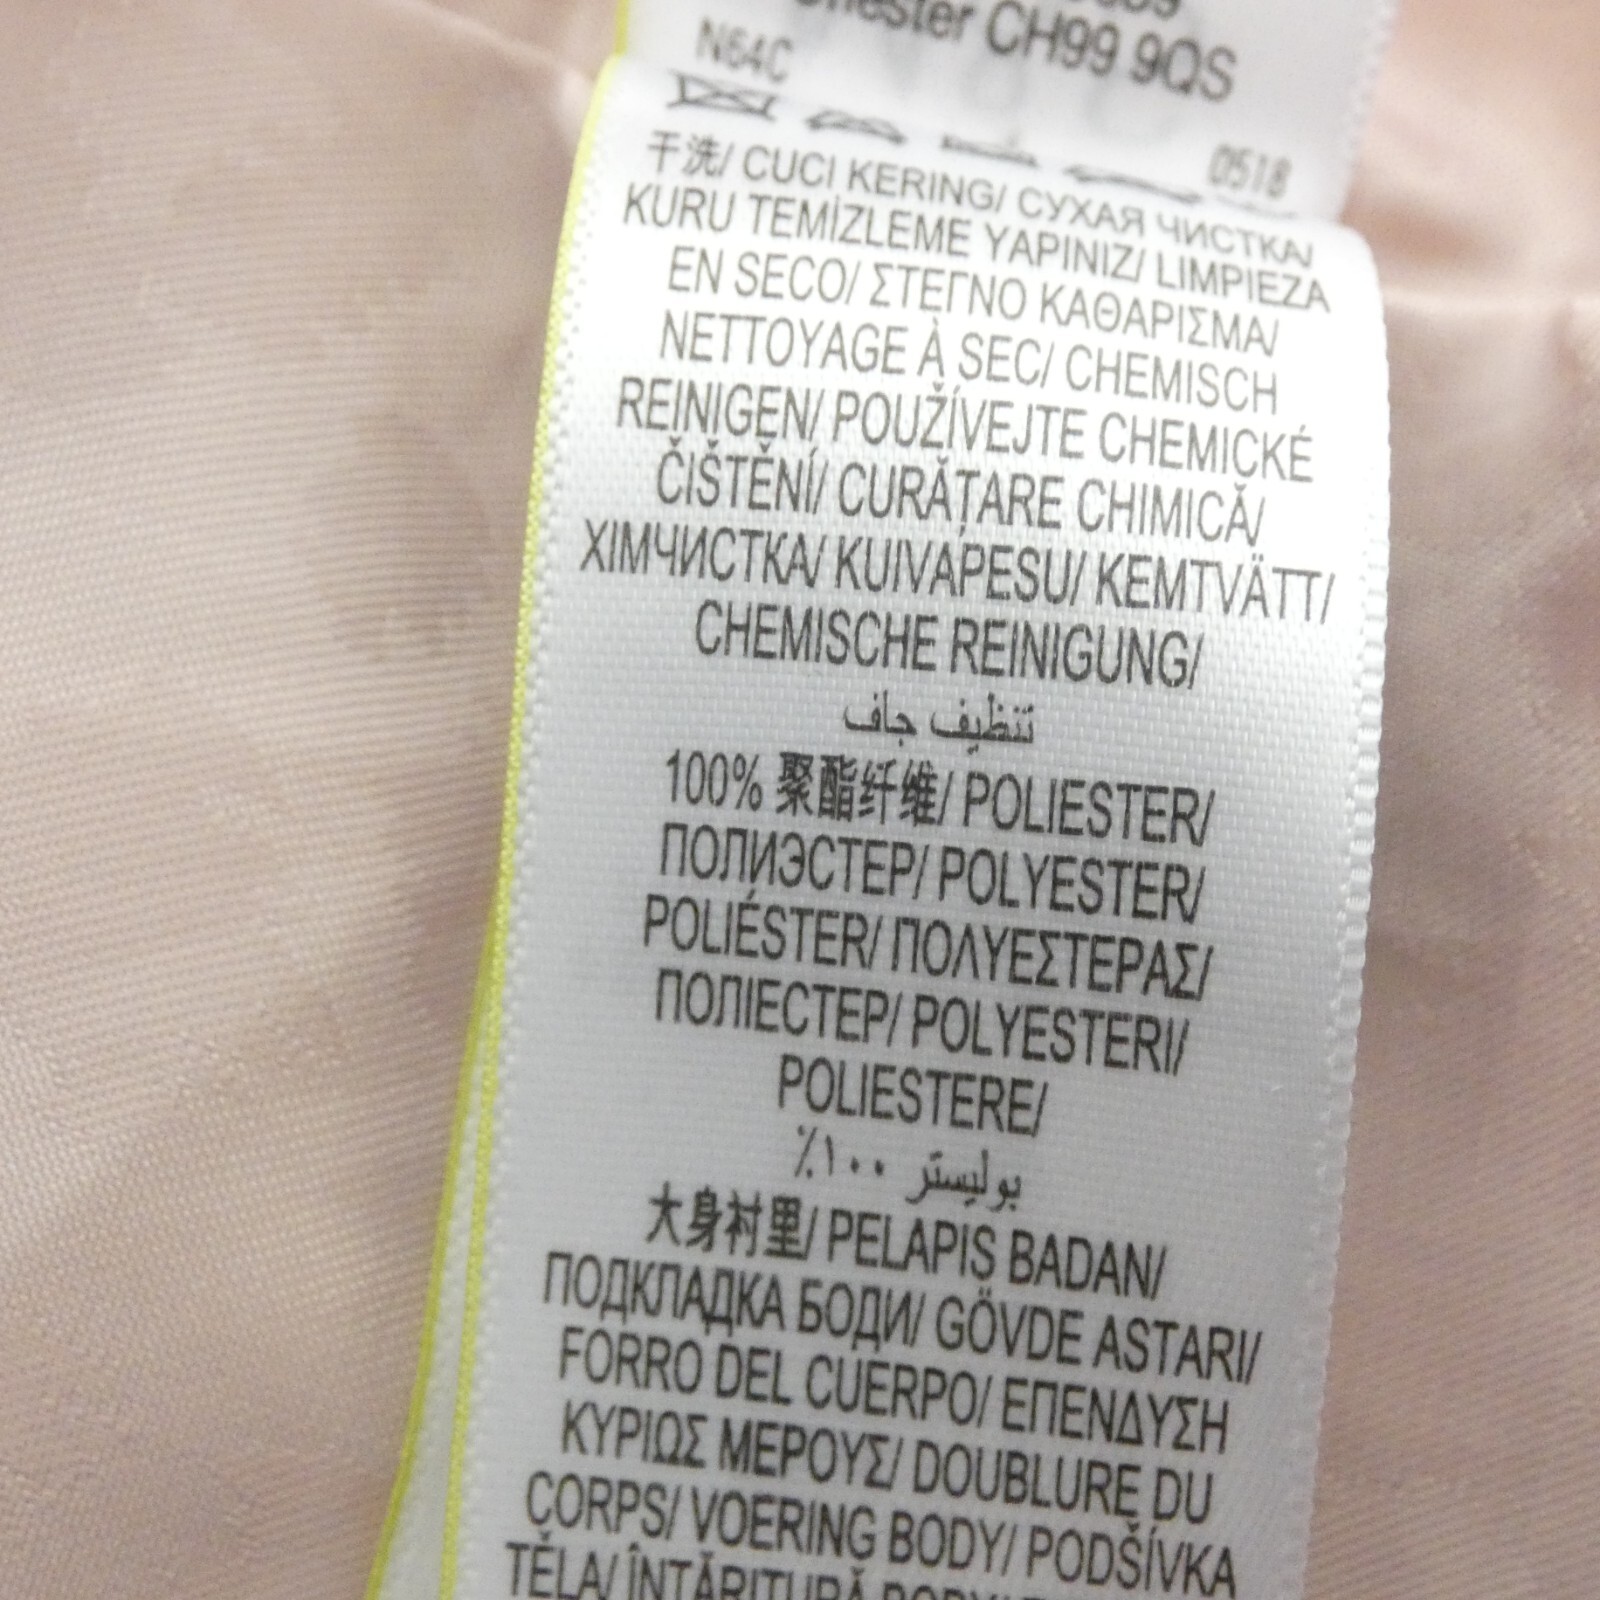 CH99 9QS
N64C
0518
干洗/ CUCI KERING/ СУХАЯ ЧИСТКА/
KURU TEMİZLEME YAPINIZ/ LIMPIEZA
EN SECO/ ΣΤΕΓΝΟ ΚΑΘΑΡΙΣΜΑ/
NETTOYAGE À SEC/ CHEMISCH
REINIGEN/ POUŽÍVEJTE CHEMICKÉ
ČIŠTĚNÍ/ CURĂȚARE CHIMICĂ/
ХІМЧИСТКА/ KUIVAPESU/ KEMTVÄTT/
CHEMISCHE REINIGUNG/
تنظيف جاف
100% 聚酯纤维/ POLIESTER/
ПОЛИЭСТЕР/ POLYESTER/
POLIÉSTER/ ΠΟΛΥΕΣΤΕΡΑΣ/
ПОЛІЕСТЕР/ POLYESTERI/
POLIESTERE/
بوليستر ١٠٠٪
大身衬里/ PELAPIS BADAN/
ПОДКЛАДКА БОДИ/ GÖVDE ASTARI/
FORRO DEL CUERPO/ ΕΠΕΝΔΥΣΗ
ΚΥΡΙΩΣ ΜΕΡΟΥΣ/ DOUBLURE DU
CORPS/ VOERING BODY/ PODŠÍVKA
TĚLA/ ÎNTĂRITURĂ BODY/